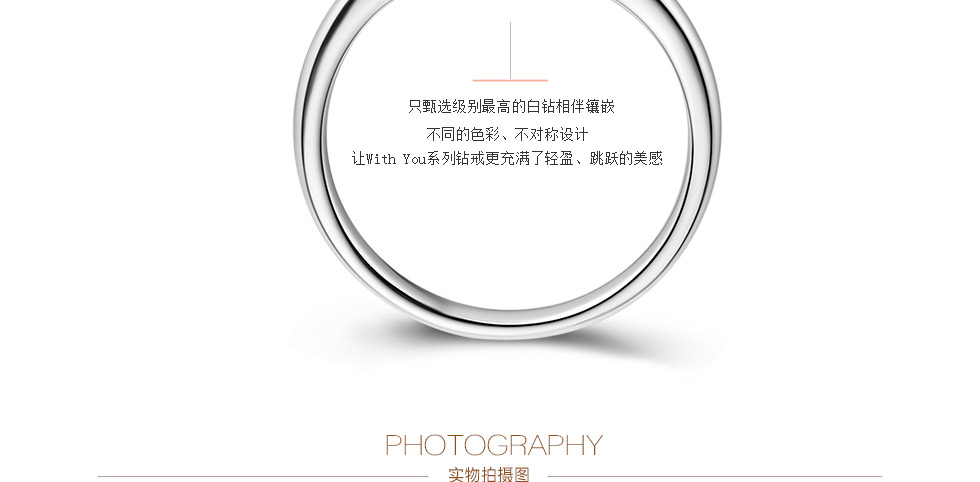 只甄选级别最高的白钻相伴镶嵌
不同的色彩、不对称设计
让With You系列钻戒更充满了轻盈、跳跃的美感
PHOTOGRAPHY
实物拍摄图